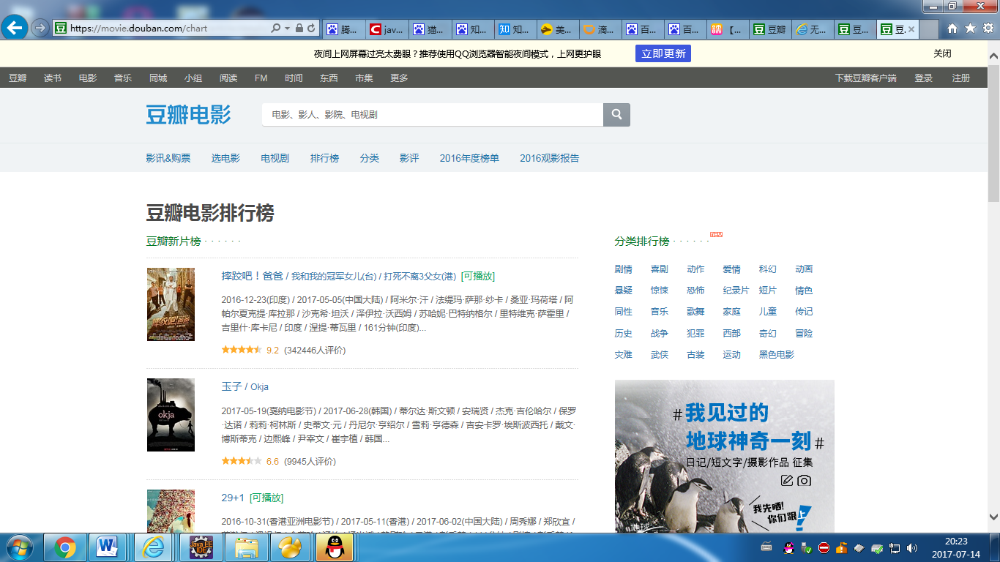 https://movie.douban.com/chart
腾...
jav...
猫...
知...
知...
美...
滴...
百...
百...
【...
豆瓣
无...
豆...
豆.
夜间上网屏幕过亮太费眼？推荐使用QQ浏览器智能夜间模式，上网更护眼
立即更新
关闭
豆瓣 读书 电影 音乐 同城 小组 阅读 FM 时间 东西 市集 更多
下载豆瓣客户端 登录 注册
豆瓣电影
电影、影人、影院、电视剧
影讯&购票 选电影 电视剧 排行榜 分类 影评 2016年度榜单 2016观影报告
豆瓣电影排行榜
豆瓣新片榜 · · · · · ·
摔跤吧！爸爸 / 我和我的冠军女儿(台) / 打死不离3父女(港) [可播放]
2016-12-23(印度) / 2017-05-05(中国大陆) / 阿米尔·汗 / 法缇玛·萨那·纱卡 / 桑亚·玛荷塔 / 阿
帕尔夏克提·库拉那 / 沙克希·坦沃 / 泽伊拉·沃西姆 / 苏哈妮·巴特纳格尔 / 里特维克·萨霍里 /
吉里什·库卡尼 / 印度 / 涅提·蒂瓦里 / 161分钟(印度)...
9.2 (342446人评价)
玉子 / Okja
okja
2017-05-19(戛纳电影节) / 2017-06-28(韩国) / 蒂尔达·斯文顿 / 安瑞贤 / 杰克·吉伦哈尔 / 保罗
·达诺 / 莉莉·柯林斯 / 史蒂文·元 / 丹尼尔·亨绍尔 / 雪莉·亨德森 / 吉安卡罗·埃斯波西托 / 戴文·
博斯蒂克 / 边熙峰 / 尹宰文 / 崔宇植 / 韩国...
6.6 (9945人评价)
29+1 [可播放]
2016-10-31(香港亚洲电影节) / 2017-05-11(香港) / 2017-06-02(中国大陆) / 周秀娜 / 郑欣宜 /
分类排行榜 · · · · · · new
剧情 喜剧 动作 爱情 科幻 动画
悬疑 惊悚 恐怖 纪录片 短片 情色
同性 音乐 歌舞 家庭 儿童 传记
历史 战争 犯罪 西部 奇幻 冒险
灾难 武侠 古装 运动 黑色电影
#我见过的
地球神奇一刻#
日记/短文字/摄影作品 征集
我先晒!
你们跟上!
Java EE
IDE
20:23
2017-07-14